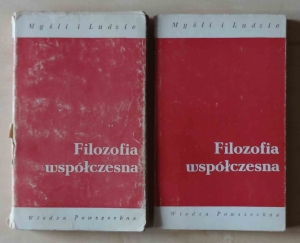 Myśli i Ludzie
Filozofia
współczesna
Wiedza Powszechna
Myśli i Ludzie
Filozofia
współczesna
Wiedza Powszechna